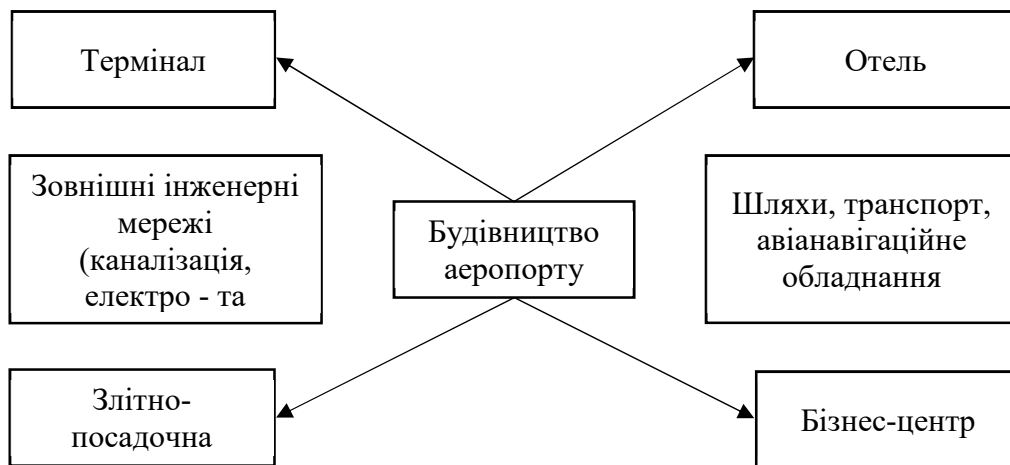 Термінал
Отель
Зовнішні інженерні
мережі
(каналізація,
електро - та
Будівництво
аеропорту
Шляхи, транспорт,
авіанавігаційне
обладнання
Злітно-
посадочна
Бізнес-центр